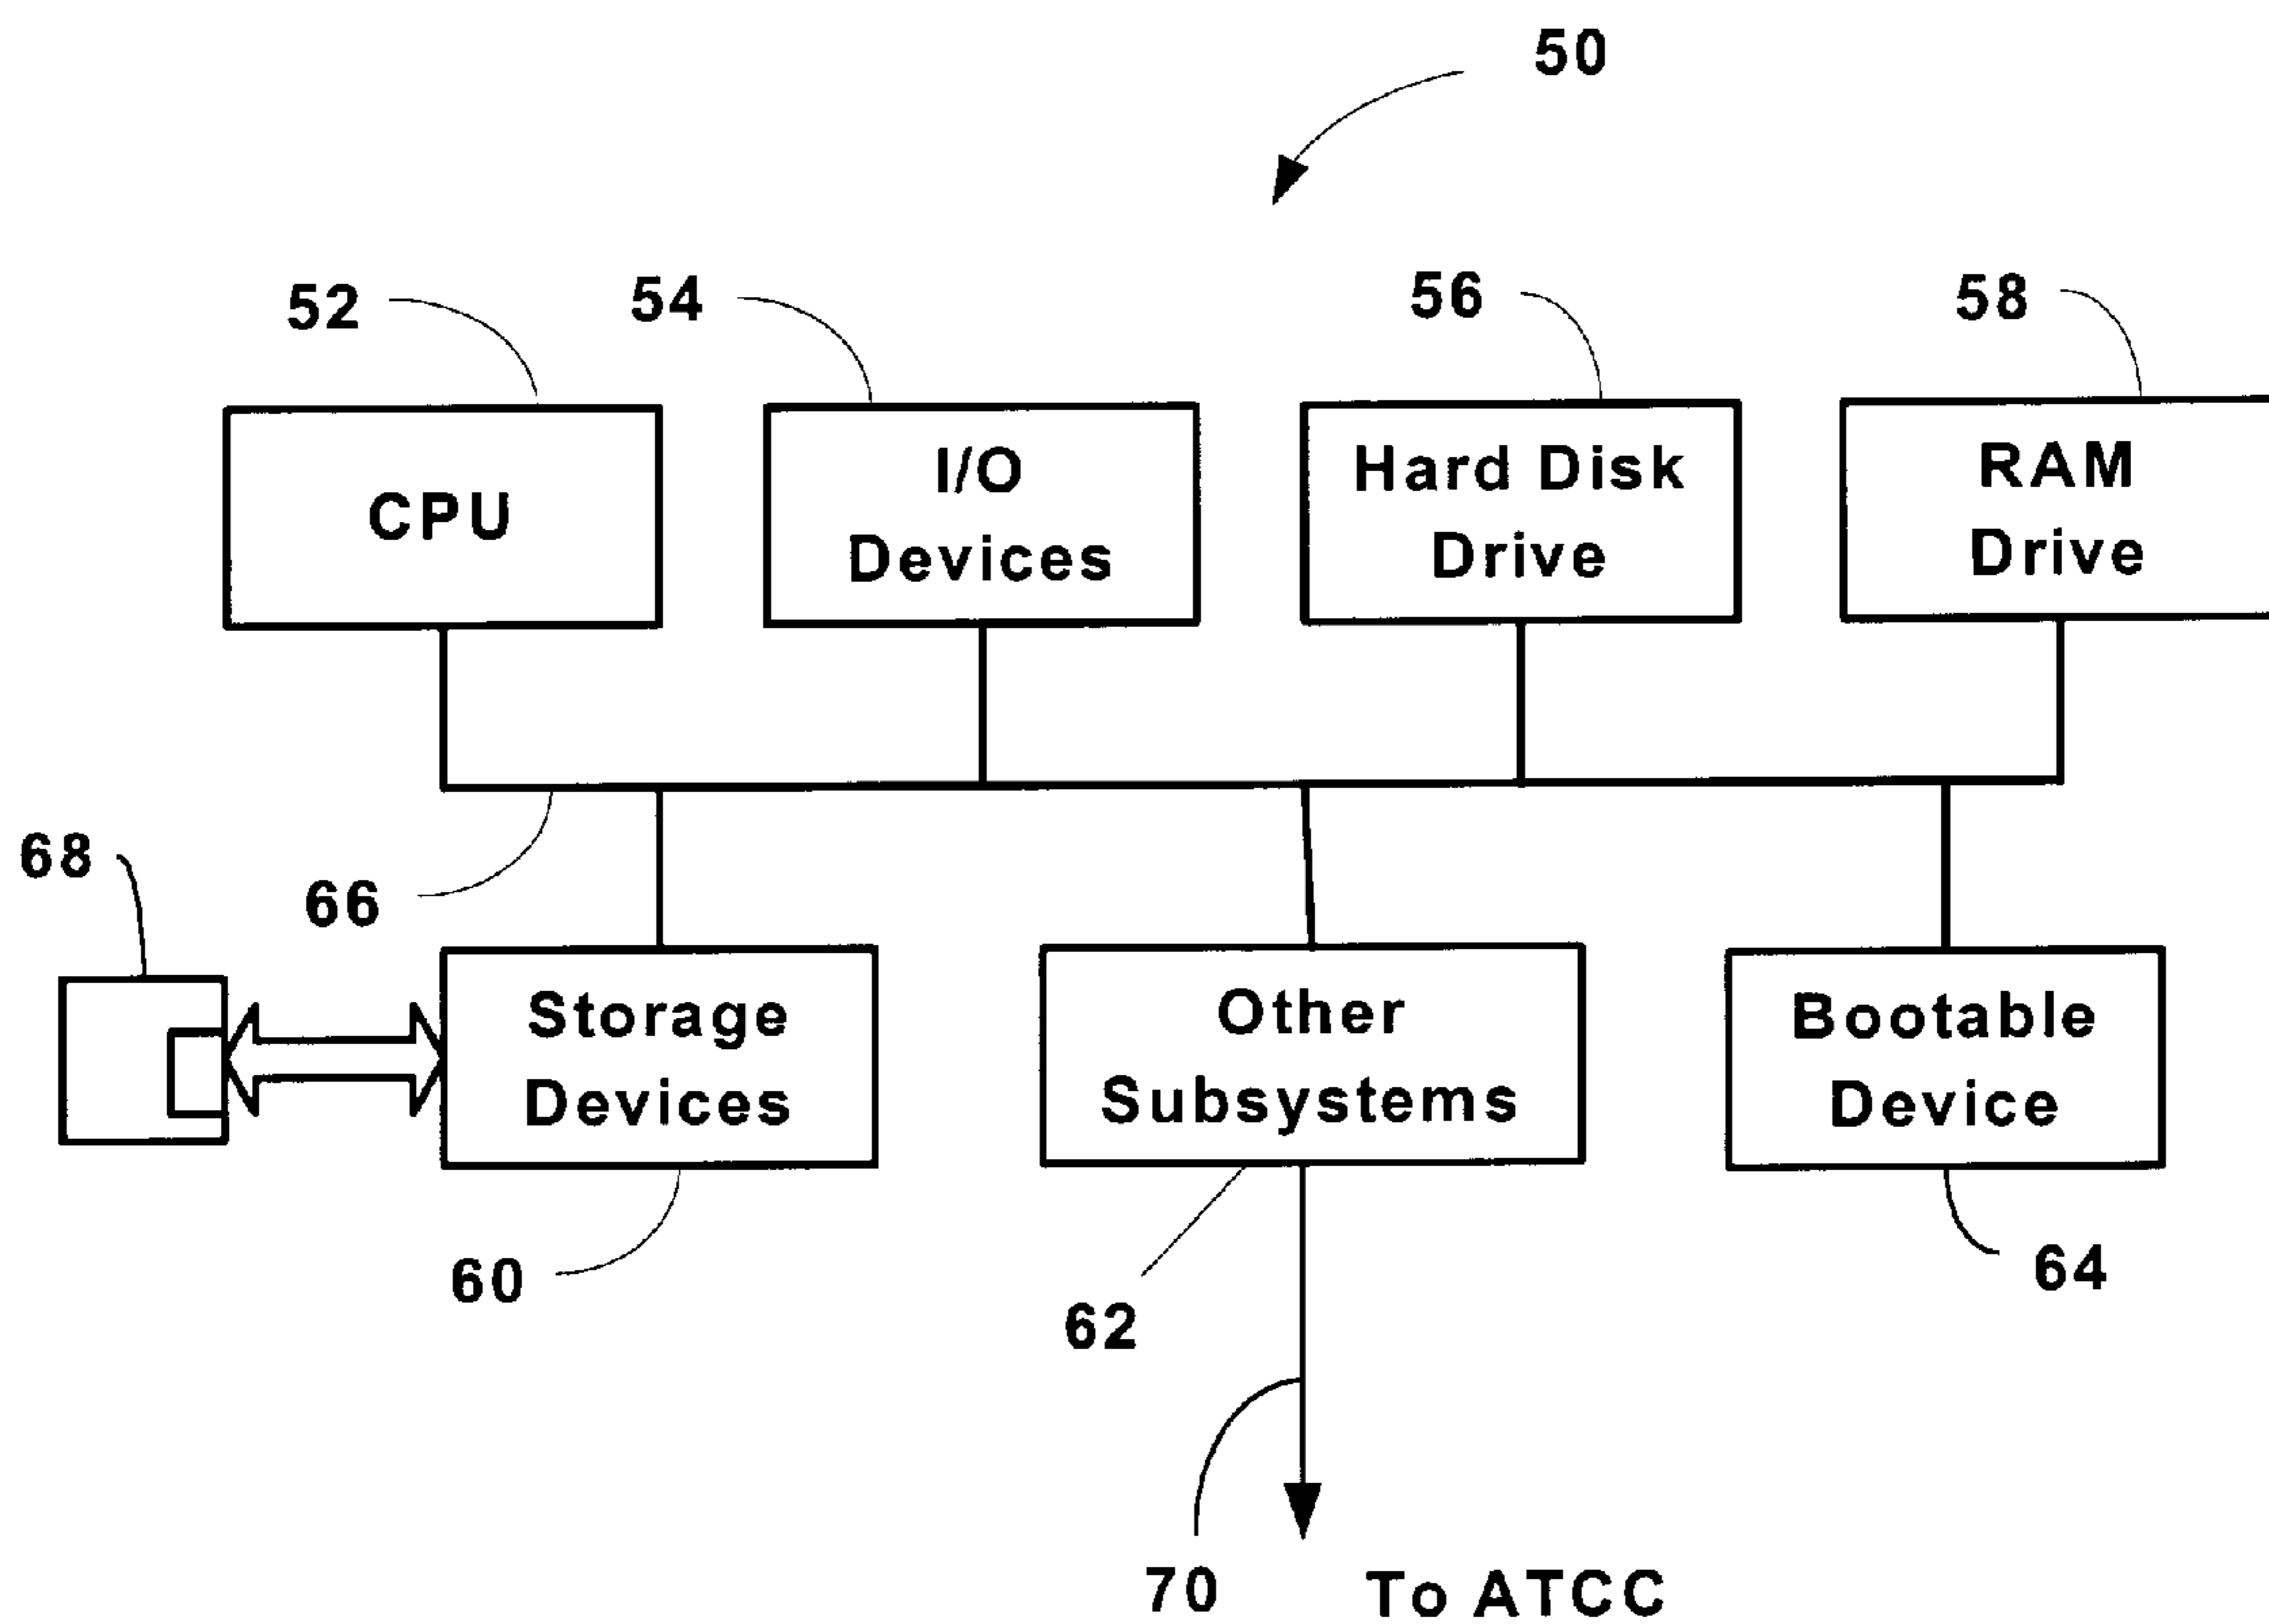 50
52
54
56
58
CPU
I/O
Devices
Hard Disk
Drive
RAM
Drive
68
66
Storage
Devices
Other
Subsystems
Bootable
Device
60
62
64
70
To ATCC